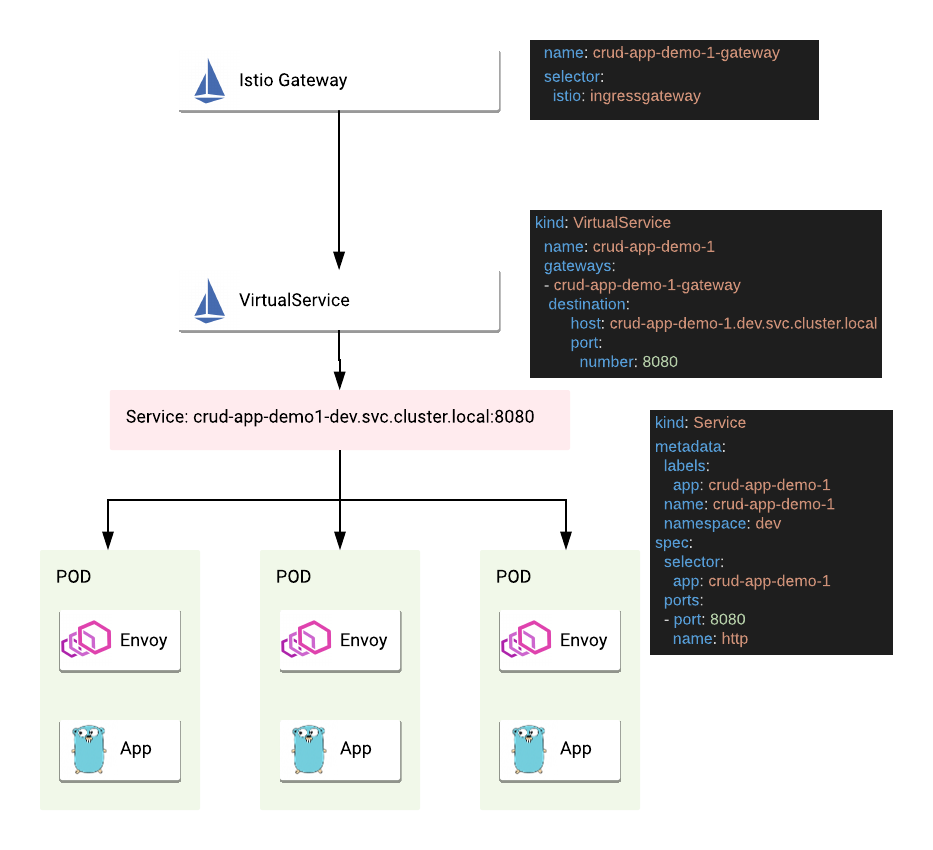 Istio Gateway
name: crud-app-demo-1-gateway
selector:
istio: ingressgateway
VirtualService
kind: VirtualService
name: crud-app-demo-1
gateways:
- crud-app-demo-1-gateway
destination:
host: crud-app-demo-1.dev.svc.cluster.local
port:
number: 8080
Service: crud-app-demo1-dev.svc.cluster.local:8080
kind: Service
metadata:
labels:
app: crud-app-demo-1
name: crud-app-demo-1
namespace: dev
spec:
selector:
app: crud-app-demo-1
ports:
- port: 8080
name: http
POD
Envoy
App
POD
Envoy
App
POD
Envoy
App